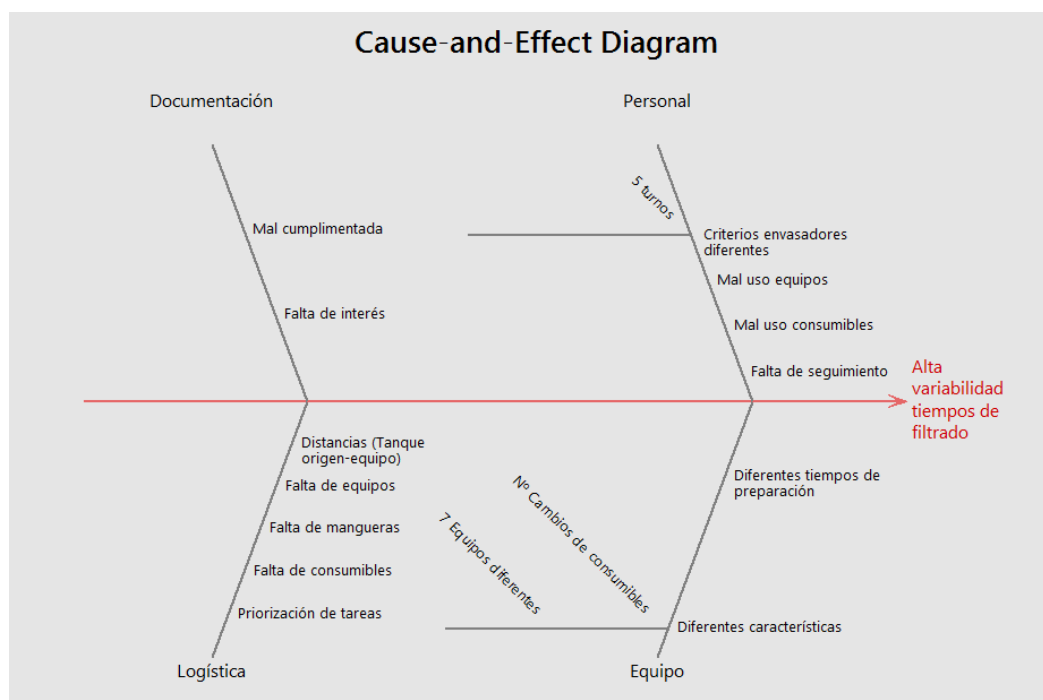 Cause-and-Effect Diagram
Documentación
Personal
5 turnos
Mal cumplimentada
Criterios envasadores
diferentes
Mal uso equipos
Falta de interés
Mal uso consumibles
Falta de seguimiento
Alta
variabilidad
tiempos de
filtrado
Distancias (Tanque
origen-equipo)
Falta de equipos
Falta de mangueras
Falta de consumibles
Priorización de tareas
Diferentes tiempos de
preparación
Nº Cambios de consumibles
7 Equipos diferentes
Diferentes características
Logística
Equipo